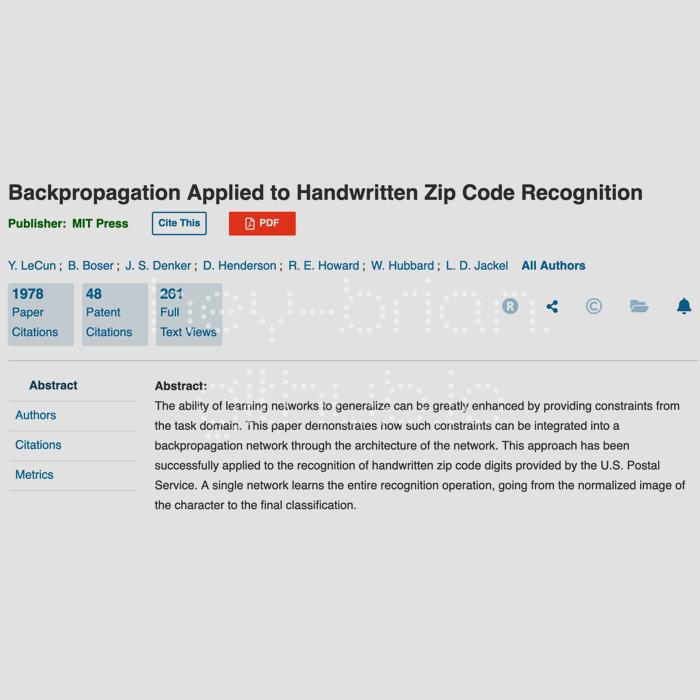 Backpropagation Applied to Handwritten Zip Code Recognition
Publisher: MIT Press Cite This PDF
Y. LeCun ; B. Boser ; J. S. Denker ; D. Henderson ; R. E. Howard ; W. Hubbard ; L. D. Jackel All Authors
1978 48 261
Paper Patent Full
Citations Citations Text Views
hey-brian.
github.io
Abstract
Authors
Citations
Metrics
Abstract:
The ability of learning networks to generalize can be greatly enhanced by providing constraints from
the task domain. This paper demonstrates how such constraints can be integrated into a
backpropagation network through the architecture of the network. This approach has been
successfully applied to the recognition of handwritten zip code digits provided by the U.S. Postal
Service. A single network learns the entire recognition operation, going from the normalized image of
the character to the final classification.